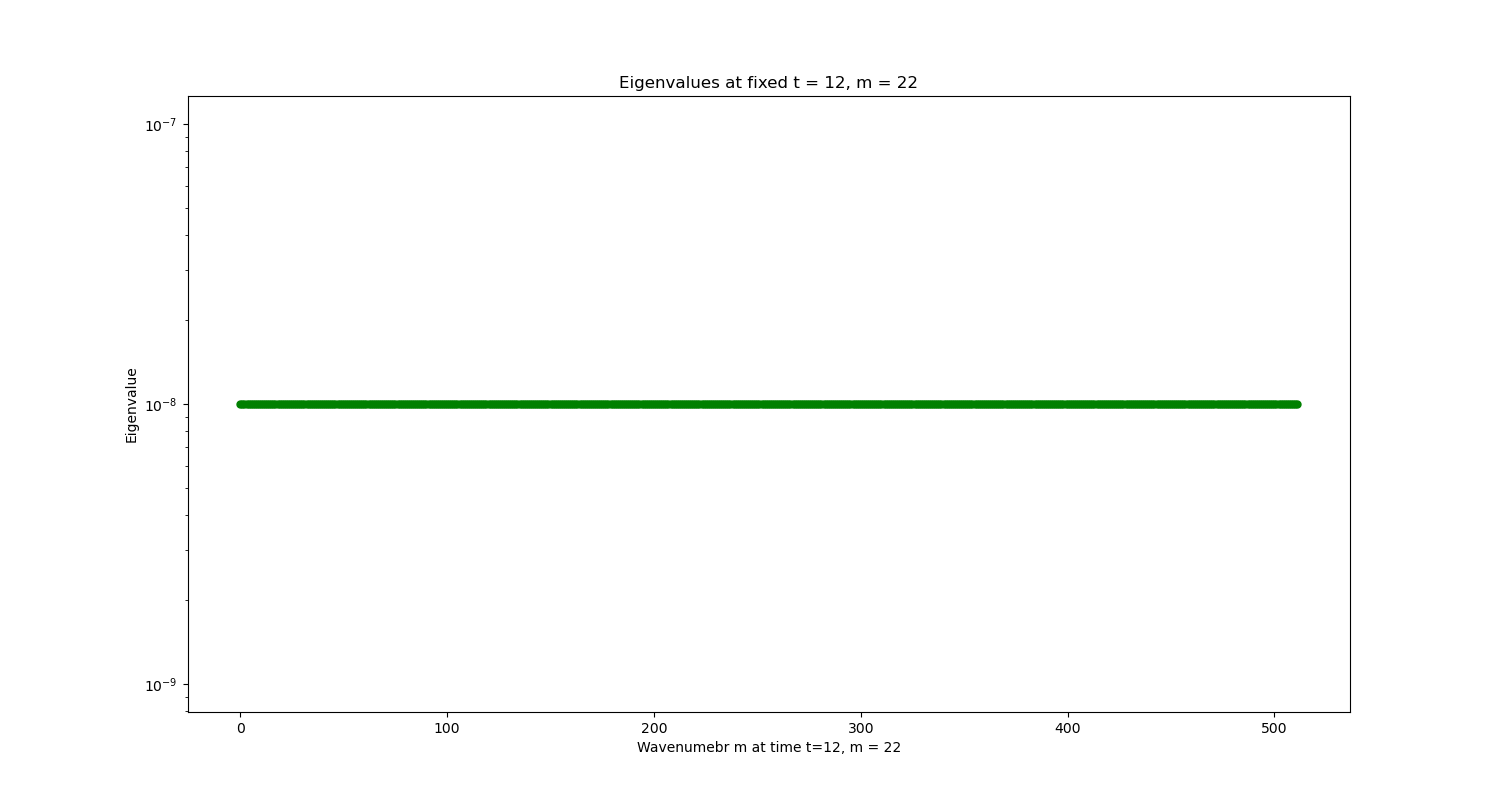 Eigenvalues at fixed t = 12, m = 22
10⁻⁷
10⁻⁸
10⁻⁹
Eigenvalue
0 100 200 300 400 500
Wavenumebr m at time t=12, m = 22